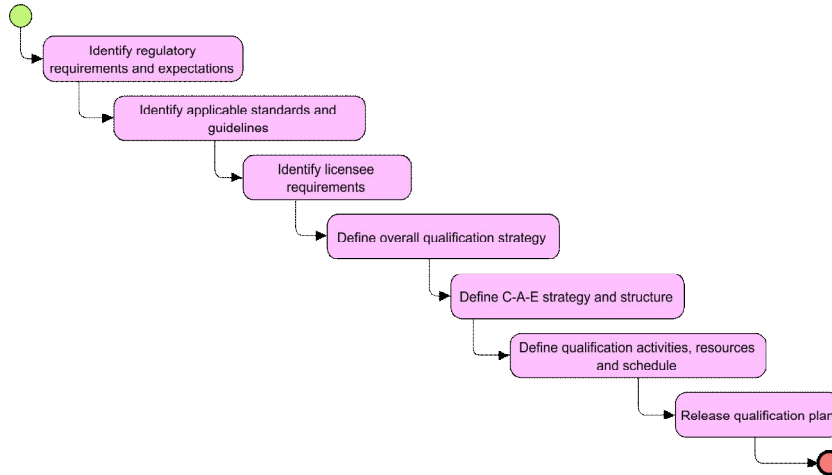 Identify regulatory
requirements and expectations
Identify applicable standards and
guidelines
Identify licensee
requirements
Define overall qualification strategy
Define C-A-E strategy and structure
Define qualification activities, resources
and schedule
Release qualification plan